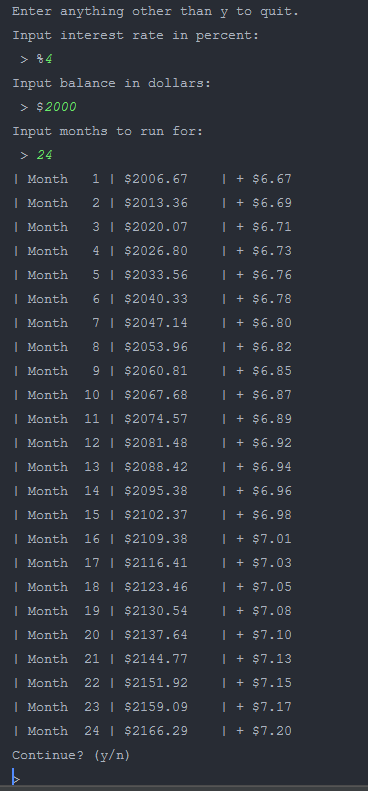 Enter anything other than y to quit.
Input interest rate in percent:
 > %4
Input balance in dollars:
 > $2000
Input months to run for:
 > 24
| Month   1 | $2006.67    | + $6.67
| Month   2 | $2013.36    | + $6.69
| Month   3 | $2020.07    | + $6.71
| Month   4 | $2026.80    | + $6.73
| Month   5 | $2033.56    | + $6.76
| Month   6 | $2040.33    | + $6.78
| Month   7 | $2047.14    | + $6.80
| Month   8 | $2053.96    | + $6.82
| Month   9 | $2060.81    | + $6.85
| Month  10 | $2067.68    | + $6.87
| Month  11 | $2074.57    | + $6.89
| Month  12 | $2081.48    | + $6.92
| Month  13 | $2088.42    | + $6.94
| Month  14 | $2095.38    | + $6.96
| Month  15 | $2102.37    | + $6.98
| Month  16 | $2109.38    | + $7.01
| Month  17 | $2116.41    | + $7.03
| Month  18 | $2123.46    | + $7.05
| Month  19 | $2130.54    | + $7.08
| Month  20 | $2137.64    | + $7.10
| Month  21 | $2144.77    | + $7.13
| Month  22 | $2151.92    | + $7.15
| Month  23 | $2159.09    | + $7.17
| Month  24 | $2166.29    | + $7.20
Continue? (y/n)
>